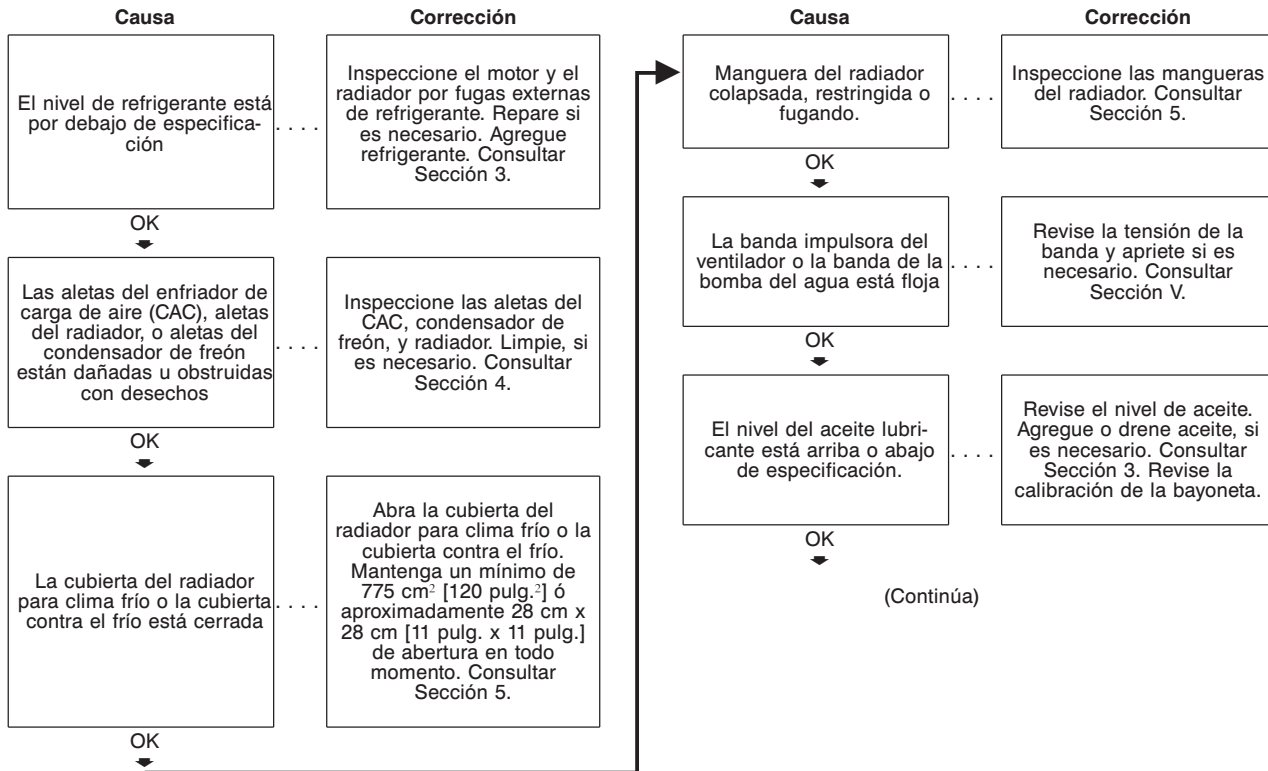 Causa
Corrección
El nivel de refrigerante está
por debajo de especifica-
ción
. . . .
Inspeccione el motor y el
radiador por fugas externas
de refrigerante. Repare si
es necesario. Agregue
refrigerante. Consultar
Sección 3.
OK
Las aletas del enfriador de
carga de aire (CAC), aletas
del radiador, o aletas del
condensador de freón
están dañadas u obstruidas
con desechos
. . . .
Inspeccione las aletas del
CAC, condensador de
freón, y radiador. Limpie, si
es necesario. Consultar
Sección 4.
OK
La cubierta del radiador
para clima frío o la cubierta
contra el frío está cerrada
. . . .
Abra la cubierta del
radiador para clima frío o la
cubierta contra el frío.
Mantenga un mínimo de
775 cm² [120 pulg.²] ó
aproximadamente 28 cm x
28 cm [11 pulg. x 11 pulg.]
de abertura en todo
momento. Consultar
Sección 5.
OK
Causa
Corrección
Manguera del radiador
colapsada, restringida o
fugando.
. . . .
Inspeccione las mangueras
del radiador. Consultar
Sección 5.
OK
La banda impulsora del
ventilador o la banda de la
bomba del agua está floja
. . . .
Revise la tensión de la
banda y apriete si es
necesario. Consultar
Sección V.
OK
El nivel del aceite lubri-
cante está arriba o abajo
de especificación.
. . . .
Revise el nivel de aceite.
Agregue o drene aceite, si
es necesario. Consultar
Sección 3. Revise la
calibración de la bayoneta.
OK
(Continúa)